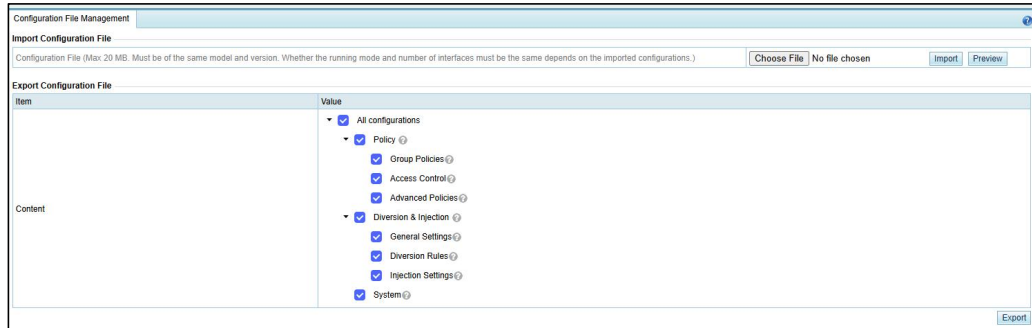 Configuration File Management
Import Configuration File
Configuration File (Max 20 MB. Must be of the same model and version. Whether the running mode and number of interfaces must be the same depends on the imported configurations.) Choose File No file chosen Import Preview
Export Configuration File
Item Value
All configurations
Policy
Group Policies
Access Control
Advanced Policies
Content
Diversion & Injection
General Settings
Diversion Rules
Injection Settings
System
Export